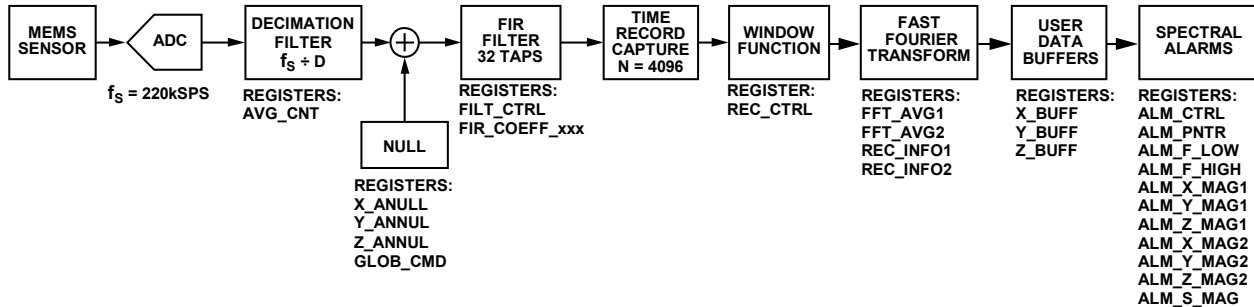 MEMS
SENSOR
ADC
f_S = 220kSPS
DECIMATION
FILTER
f_S ÷ D
REGISTERS:
AVG_CNT
NULL
REGISTERS:
X_ANULL
Y_ANNUL
Z_ANNUL
GLOB_CMD
FIR
FILTER
32 TAPS
REGISTERS:
FILT_CTRL
FIR_COEFF_xxx
TIME
RECORD
CAPTURE
N = 4096
WINDOW
FUNCTION
REGISTER:
REC_CTRL
FAST
FOURIER
TRANSFORM
REGISTERS:
FFT_AVG1
FFT_AVG2
REC_INFO1
REC_INFO2
USER
DATA
BUFFERS
REGISTERS:
X_BUFF
Y_BUFF
Z_BUFF
SPECTRAL
ALARMS
REGISTERS:
ALM_CTRL
ALM_PNTR
ALM_F_LOW
ALM_F_HIGH
ALM_X_MAG1
ALM_Y_MAG1
ALM_Z_MAG1
ALM_X_MAG2
ALM_Y_MAG2
ALM_Z_MAG2
ALM_S_MAG